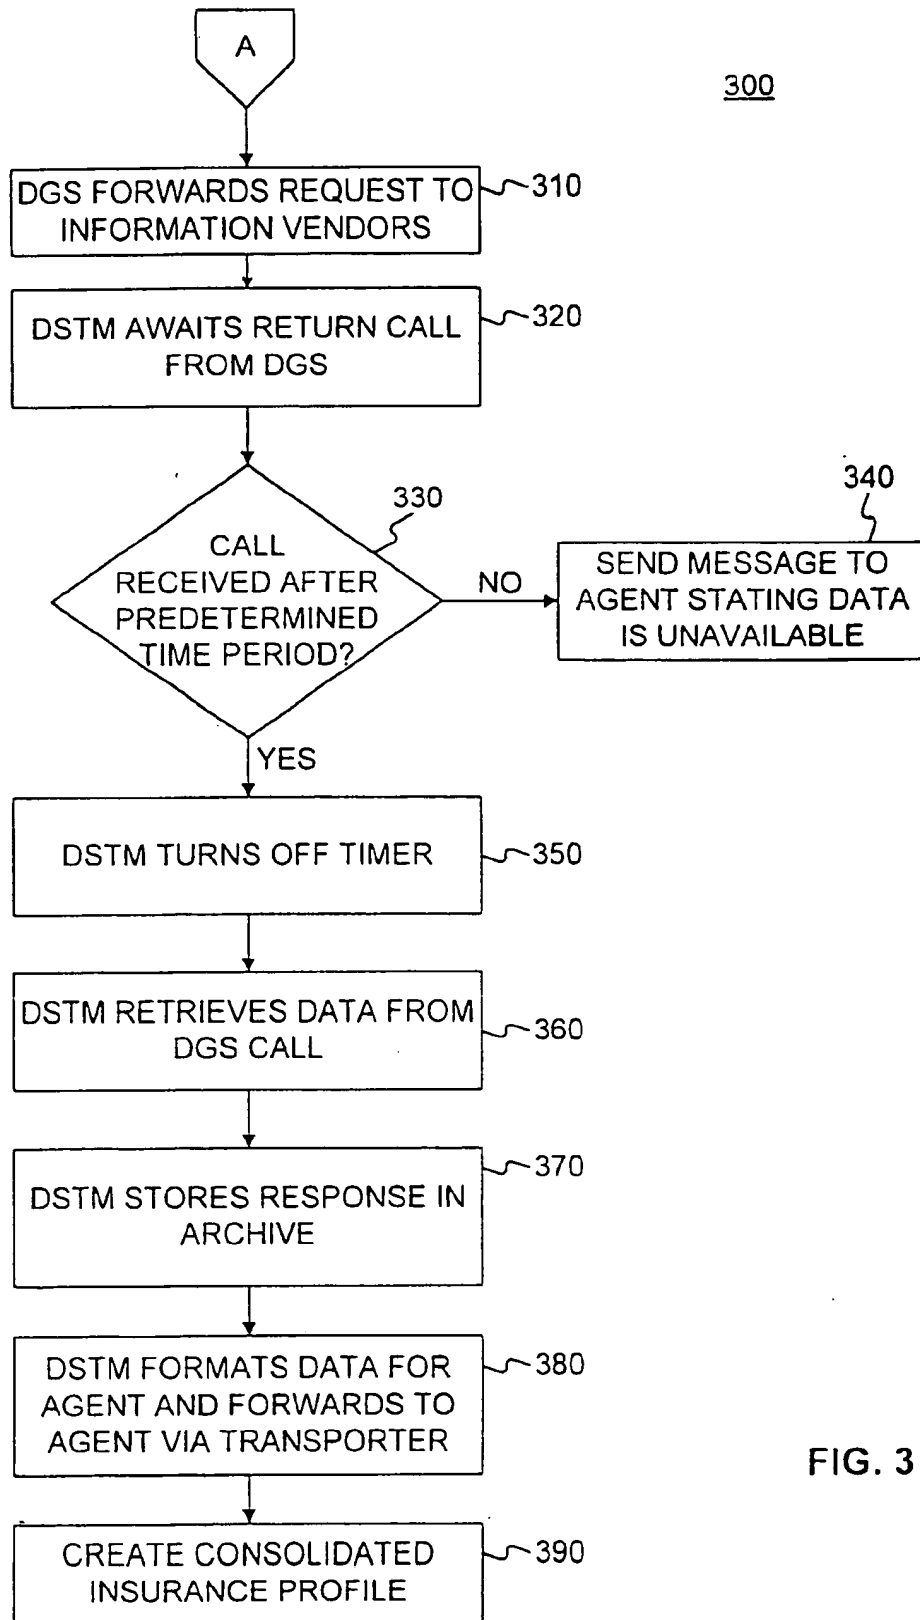 A
300
DGS FORWARDS REQUEST TO
INFORMATION VENDORS
310
DSTM AWAITS RETURN CALL
FROM DGS
320
CALL
RECEIVED AFTER
PREDETERMINED
TIME PERIOD?
330
NO
340
SEND MESSAGE TO
AGENT STATING DATA
IS UNAVAILABLE
YES
DSTM TURNS OFF TIMER
350
DSTM RETRIEVES DATA FROM
DGS CALL
360
DSTM STORES RESPONSE IN
ARCHIVE
370
DSTM FORMATS DATA FOR
AGENT AND FORWARDS TO
AGENT VIA TRANSPORTER
380
CREATE CONSOLIDATED
INSURANCE PROFILE
390
FIG. 3